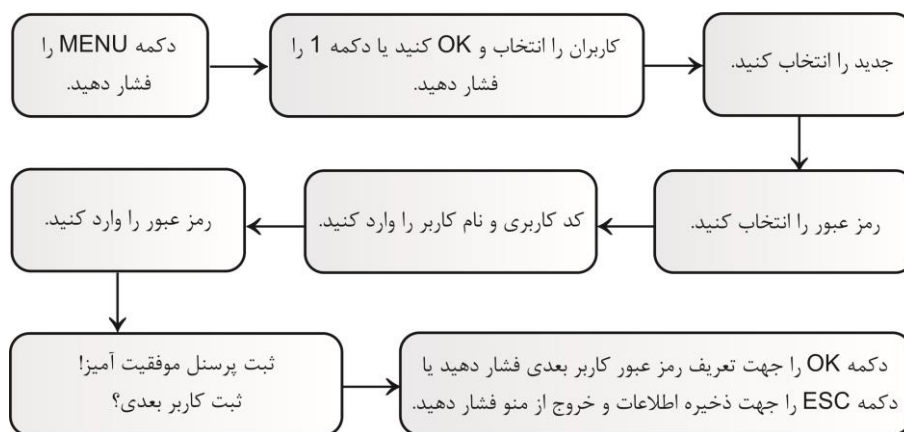 دکمه MENU را
فشار دهید.
کاربران را انتخاب و OK کنید یا دکمه 1 را
فشار دهید.
جدید را انتخاب کنید.
رمز عبور را انتخاب کنید.
کد کاربری و نام کاربر را وارد کنید.
رمز عبور را وارد کنید.
ثبت پرسنل موفقیت آمیز!
ثبت کاربر بعدی؟
دکمه OK را جهت تعریف رمز عبور کاربر بعدی فشار دهید یا
دکمه ESC را جهت ذخیره اطلاعات و خروج از منو فشار دهید.